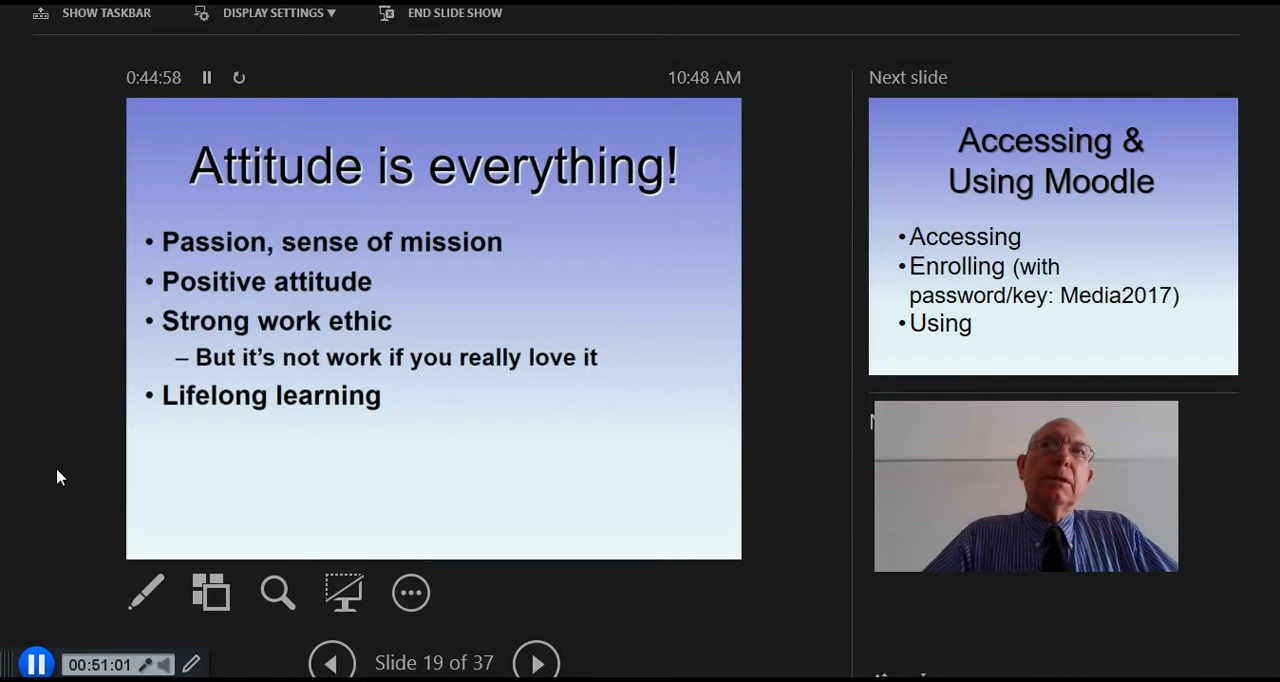 SHOW TASKBAR
DISPLAY SETTINGS ▼
END SLIDE SHOW
0:44:58
10:48 AM
Attitude is everything!
• Passion, sense of mission
• Positive attitude
• Strong work ethic
– But it's not work if you really love it
• Lifelong learning
Next slide
Accessing &
Using Moodle
• Accessing
• Enrolling (with
password/key: Media2017)
• Using
Slide 19 of 37
00:51:01